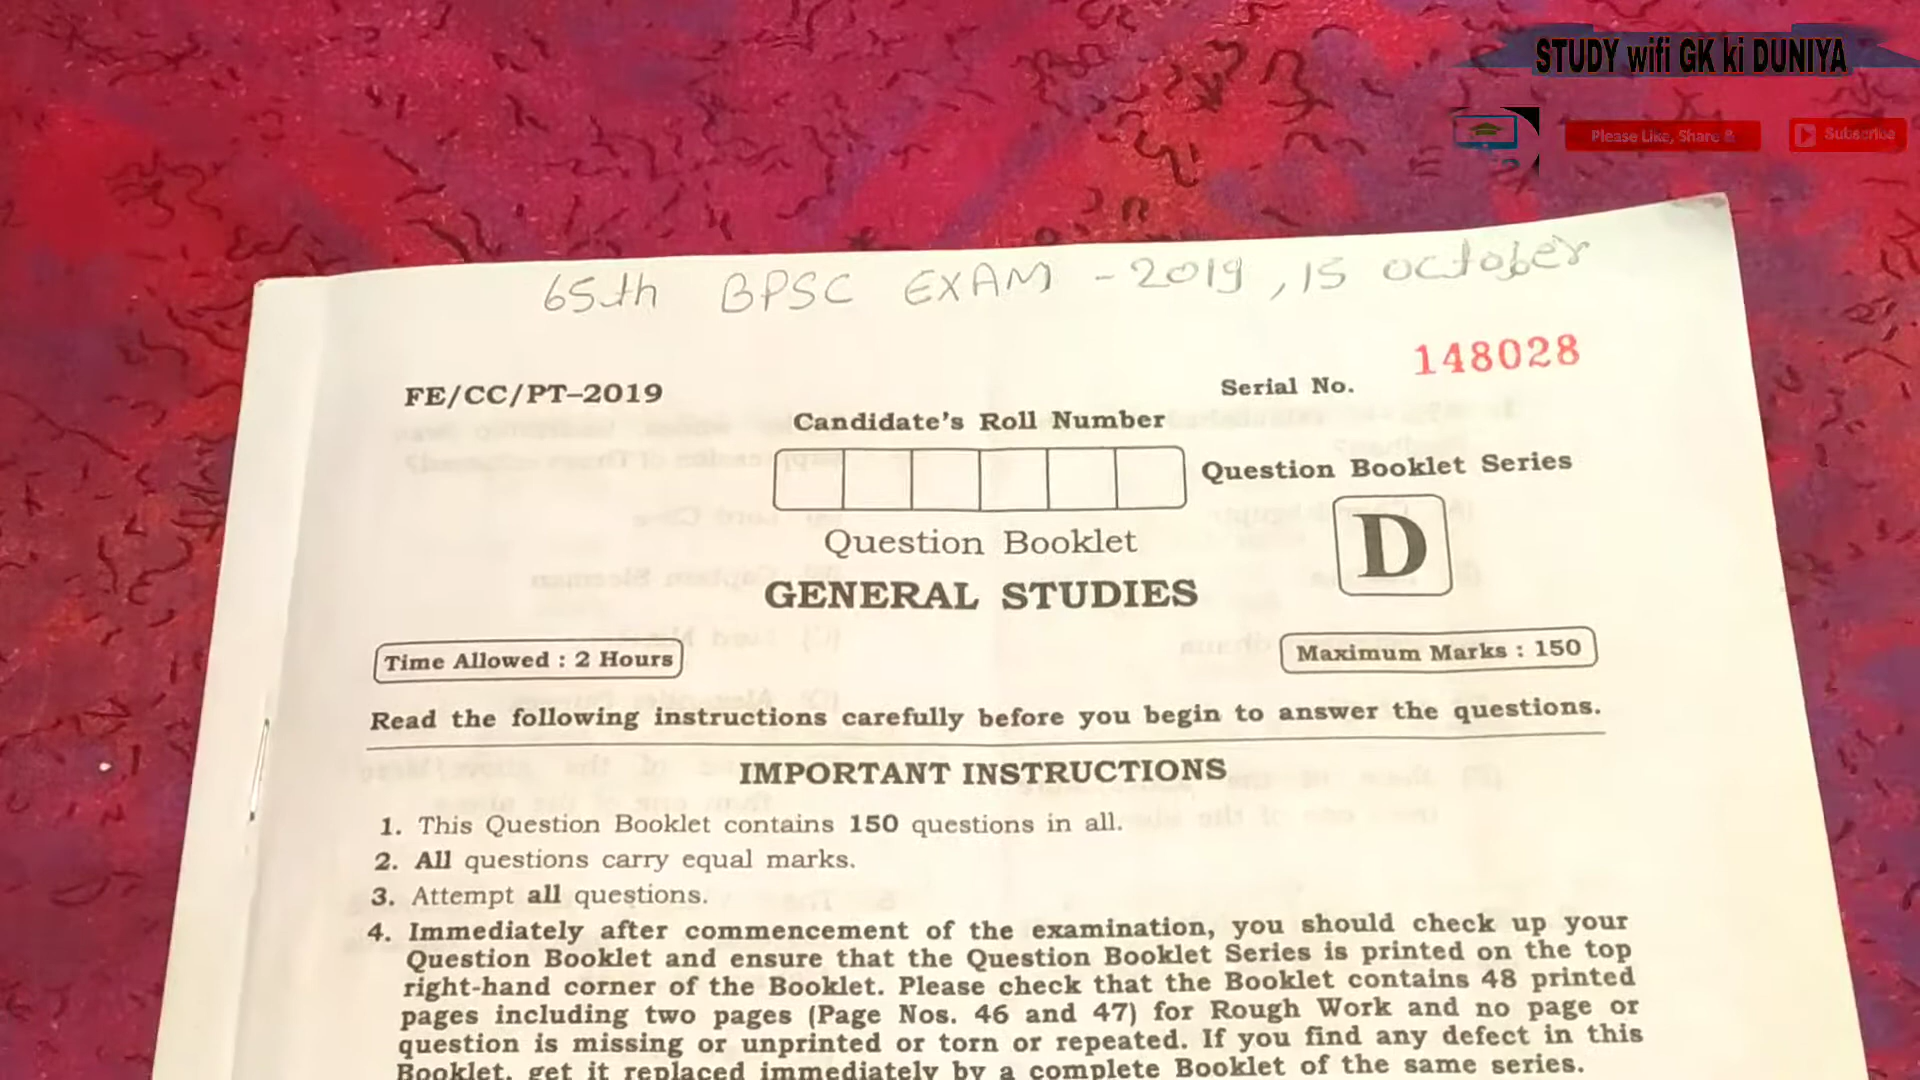 STUDY wifi GK ki DUNIYA
Please Like, Share &
Subscribe
65th BPSC EXAM - 2019, 15 october
148028
FE/CC/PT–2019
Serial No.
Candidate's Roll Number
Question Booklet Series
D
Question Booklet
GENERAL STUDIES
Time Allowed : 2 Hours
Maximum Marks : 150
Read the following instructions carefully before you begin to answer the questions.
IMPORTANT INSTRUCTIONS
1. This Question Booklet contains 150 questions in all.
2. All questions carry equal marks.
3. Attempt all questions.
4. Immediately after commencement of the examination, you should check up your
Question Booklet and ensure that the Question Booklet Series is printed on the top
right-hand corner of the Booklet. Please check that the Booklet contains 48 printed
pages including two pages (Page Nos. 46 and 47) for Rough Work and no page or
question is missing or unprinted or torn or repeated. If you find any defect in this
Booklet, get it replaced immediately by a complete Booklet of the same series.